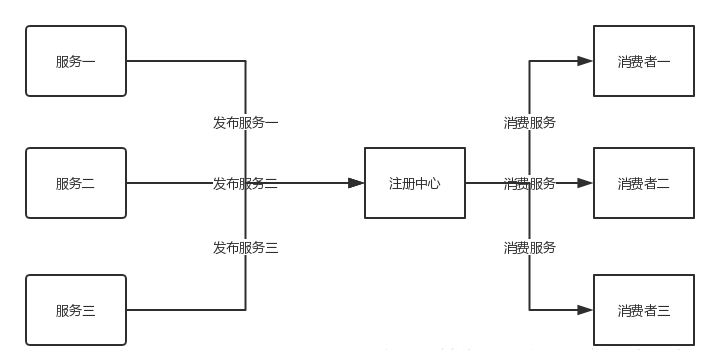 服务一
消费者一
发布服务一
消费服务
服务二
发布服务二
注册中心
消费服务
消费者二
发布服务三
消费服务
服务三
消费者三